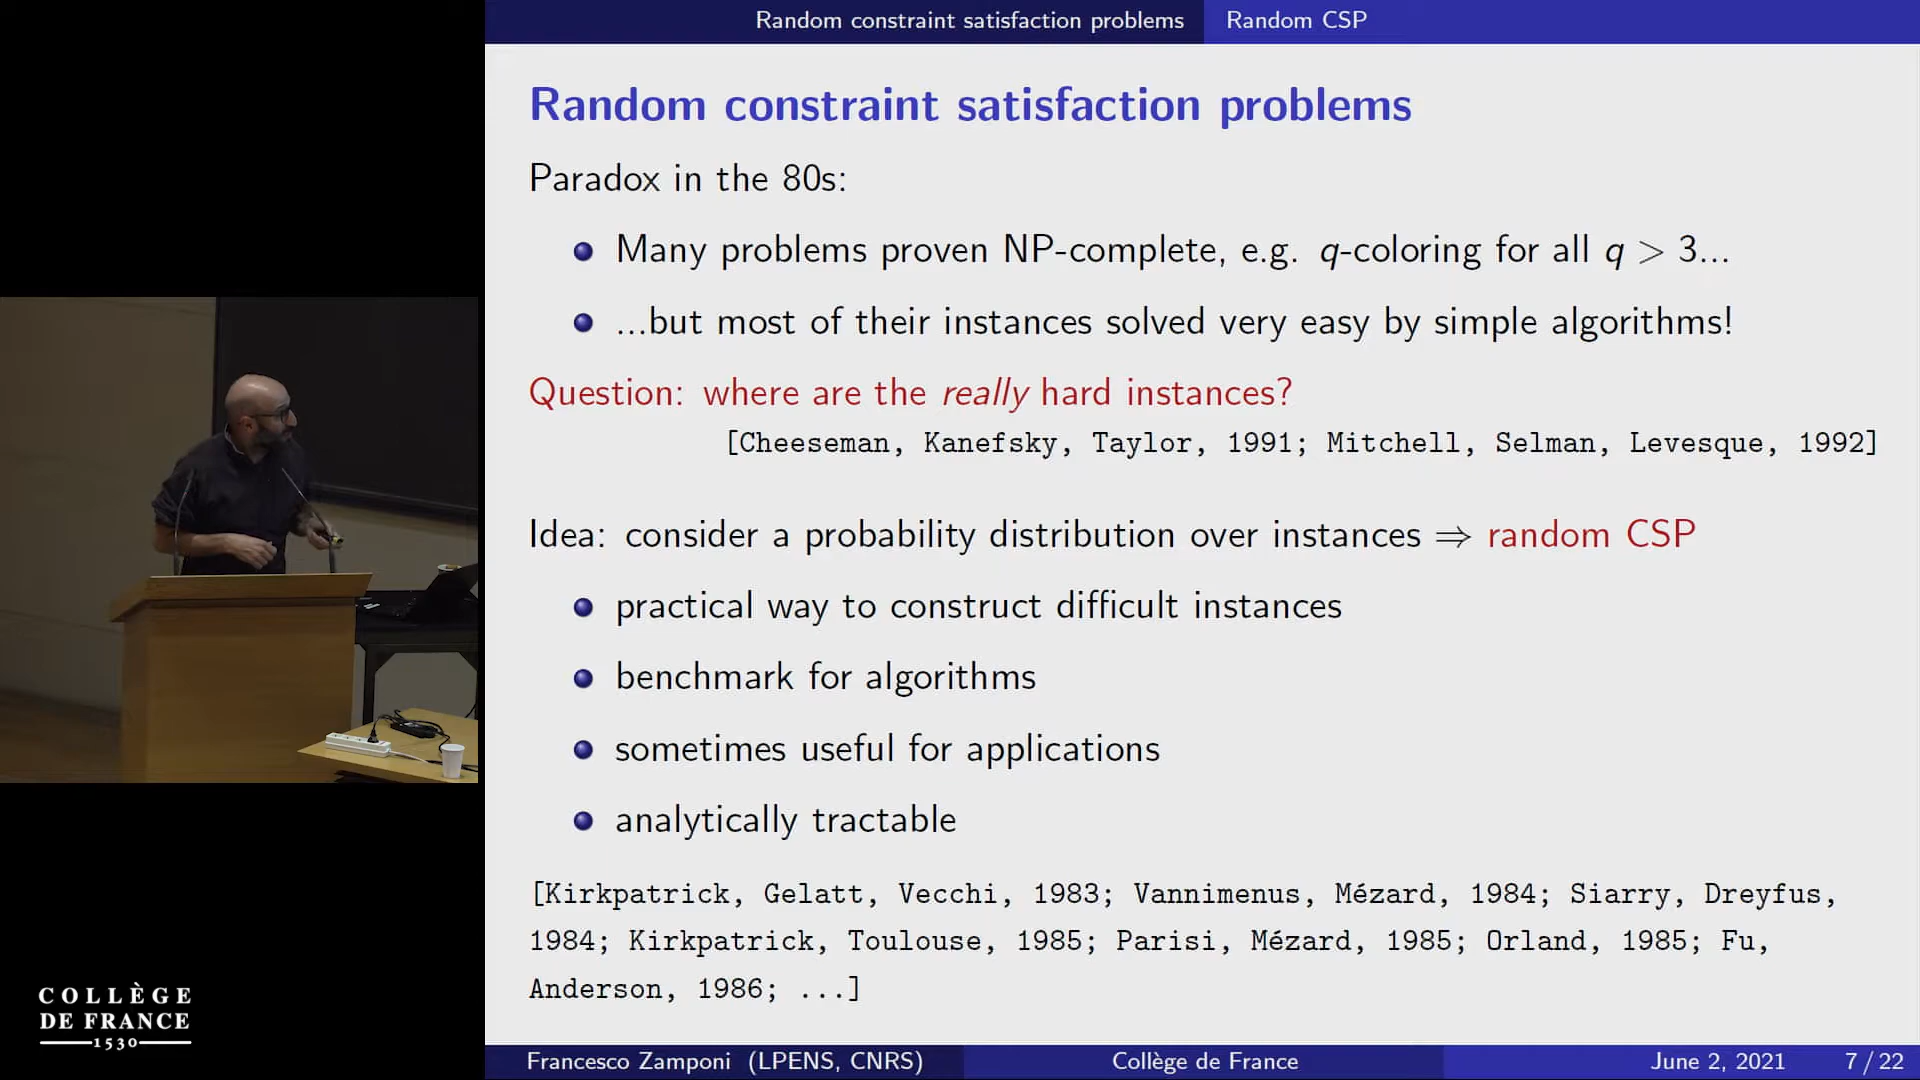 Random constraint satisfaction problems Random CSP
Random constraint satisfaction problems
Paradox in the 80s:
Many problems proven NP-complete, e.g. q-coloring for all q > 3...
...but most of their instances solved very easy by simple algorithms!
Question: where are the really hard instances?
[Cheeseman, Kanefsky, Taylor, 1991; Mitchell, Selman, Levesque, 1992]
Idea: consider a probability distribution over instances ⇒ random CSP
practical way to construct difficult instances
benchmark for algorithms
sometimes useful for applications
analytically tractable
[Kirkpatrick, Gelatt, Vecchi, 1983; Vannimenus, Mézard, 1984; Siarry, Dreyfus,
1984; Kirkpatrick, Toulouse, 1985; Parisi, Mézard, 1985; Orland, 1985; Fu,
Anderson, 1986; ...]
Francesco Zamponi (LPENS, CNRS) Collège de France June 2, 2021 7 / 22
COLLÈGE
DE FRANCE
1530